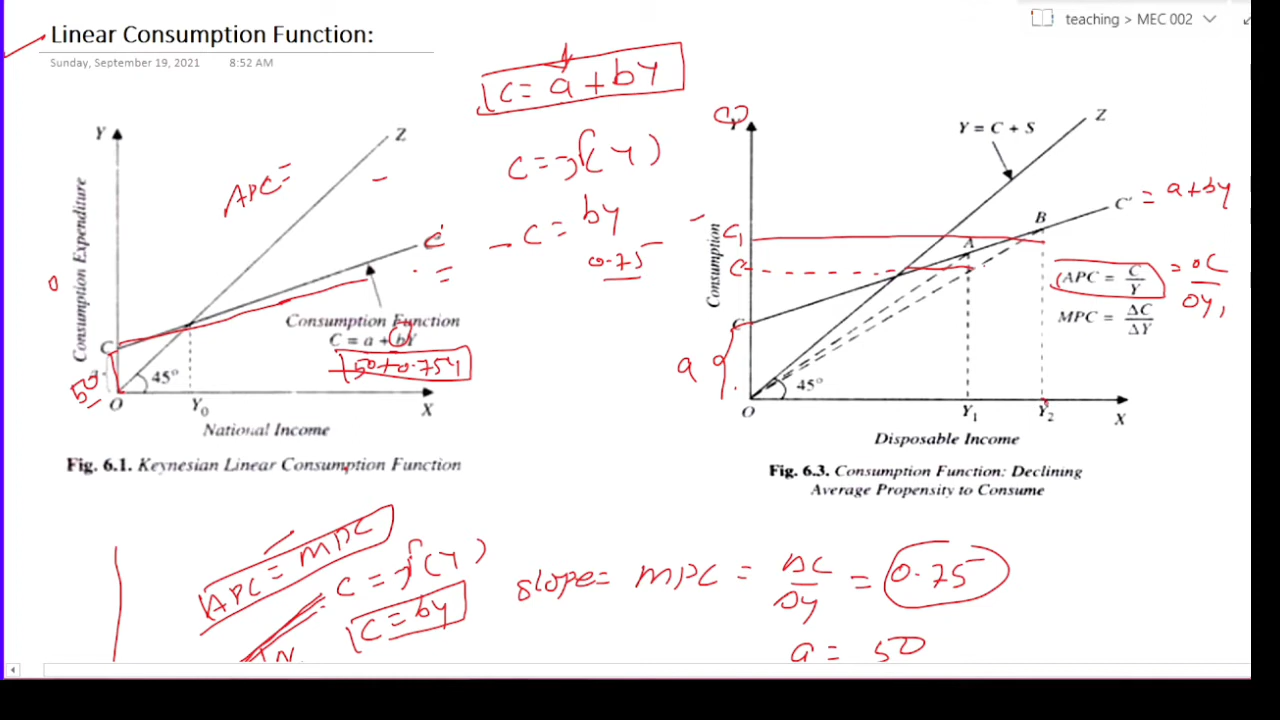 Linear Consumption Function:
Sunday, September 19, 2021 8:52 AM
teaching > MEC 002
C = a + by
C = f(Y)
C = by
0.75
Y
Z
APC =
C'
Consumption Expenditure
0
Consumption Function
C = a + bY
50+0.75Y
C
50
45°
O
Y₀
X
National Income
Fig. 6.1. Keynesian Linear Consumption Function
C
Y
Y = C + S
Z
C' = a+by
B
C₁
A
C
Consumption
APC = C/Y = OC/OY₁
MPC = ΔC/ΔY
C
a
45°
O
Y₁
Y₂
X
Disposable Income
Fig. 6.3. Consumption Function: Declining
Average Propensity to Consume
APC = MPC
C = f(Y)
C = by
slope = MPC = ΔC/ΔY = 0.75
a = 50